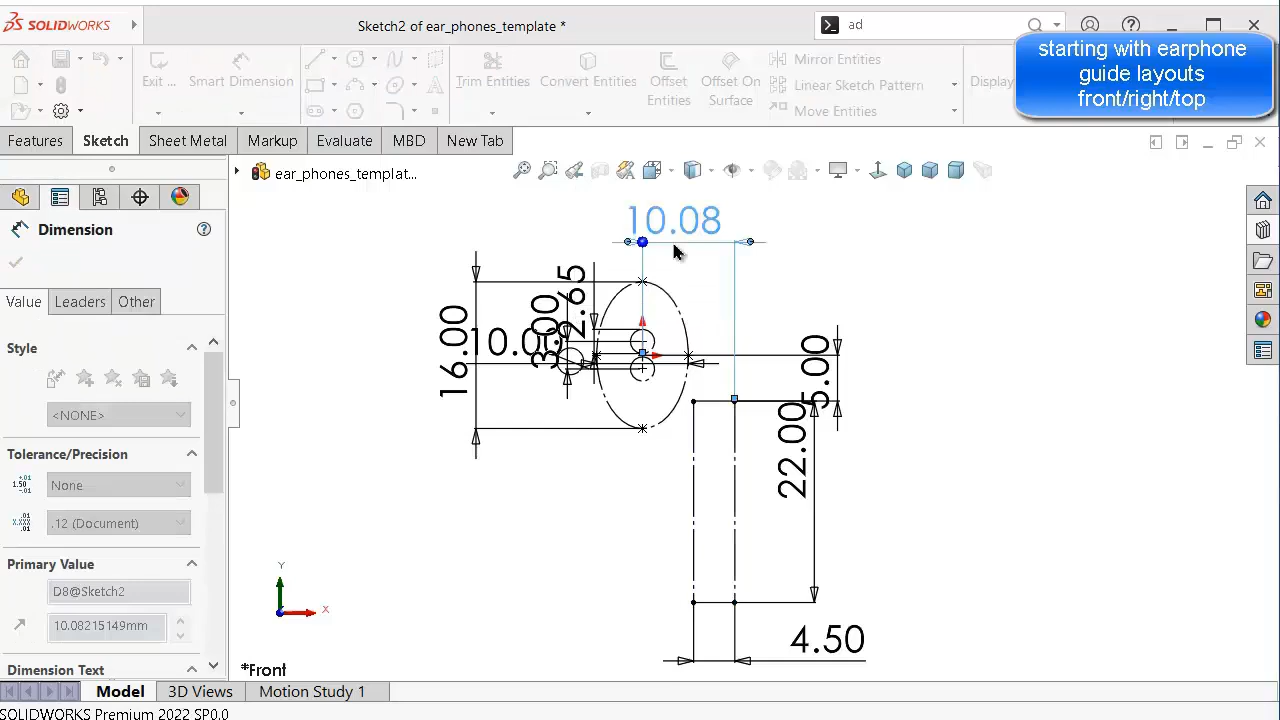 SOLIDWORKS
Sketch2 of ear_phones_template *
ad
starting with earphone
guide layouts
front/right/top
Exit ...
Smart Dimension
Trim Entities
Convert Entities
Offset
Entities
Offset On
Surface
Mirror Entities
Linear Sketch Pattern
Move Entities
Display
Features
Sketch
Sheet Metal
Markup
Evaluate
MBD
New Tab
ear_phones_templat...
Dimension
Value
Leaders
Other
Style
<NONE>
Tolerance/Precision
None
.12 (Document)
Primary Value
D8@Sketch2
10.08215149mm
Dimension Text
10.08
16.00
10.00
3.00
2.65
5.00
22.00
4.50
Y
X
*Front
Model
3D Views
Motion Study 1
SOLIDWORKS Premium 2022 SP0.0